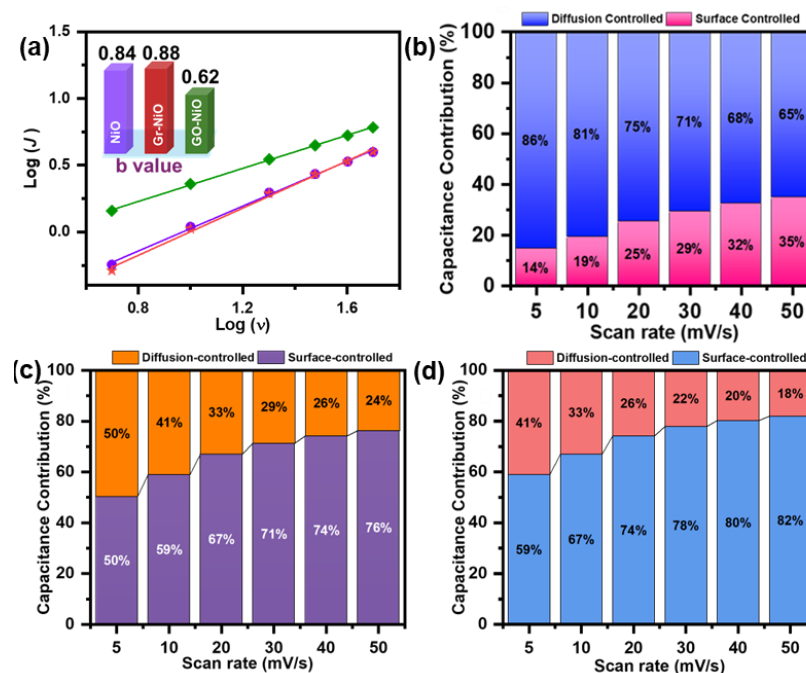 (a)
1.5
1.0
0.5
0.0
Log (J)
0.84 0.88 0.62
NiO
Gr-NiO
GO-NiO
b value
0.8 1.2 1.6
Log (ν)
(b)
Diffusion Controlled Surface Controlled
Capacitance Contribution (%)
100
80
60
40
20
0
86% 81% 75% 71% 68% 65%
14% 19% 25% 29% 32% 35%
5 10 20 30 40 50
Scan rate (mV/s)
(c)
Diffusion-controlled Surface-controlled
Capacitance Contribution (%)
100
80
60
40
20
0
50% 41% 33% 29% 26% 24%
50% 59% 67% 71% 74% 76%
5 10 20 30 40 50
Scan rate (mV/s)
(d)
Diffusion-controlled Surface-controlled
Capacitance Contribution (%)
100
80
60
40
20
0
41% 33% 26% 22% 20% 18%
59% 67% 74% 78% 80% 82%
5 10 20 30 40 50
Scan rate (mV/s)